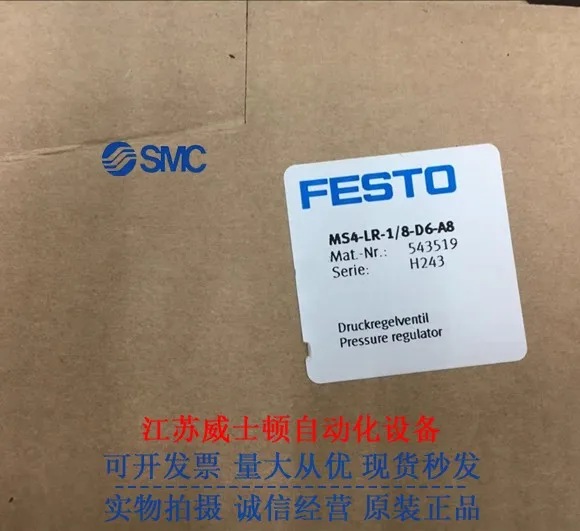 SMC
FESTO
MS4-LR-1/8-D6-A8
Mat.-Nr.: 543519
Serie: H243
Druckregelventil
Pressure regulator
江苏威士顿自动化设备
可开发票 量大从优 现货秒发
实物拍摄 诚信经营 原装正品